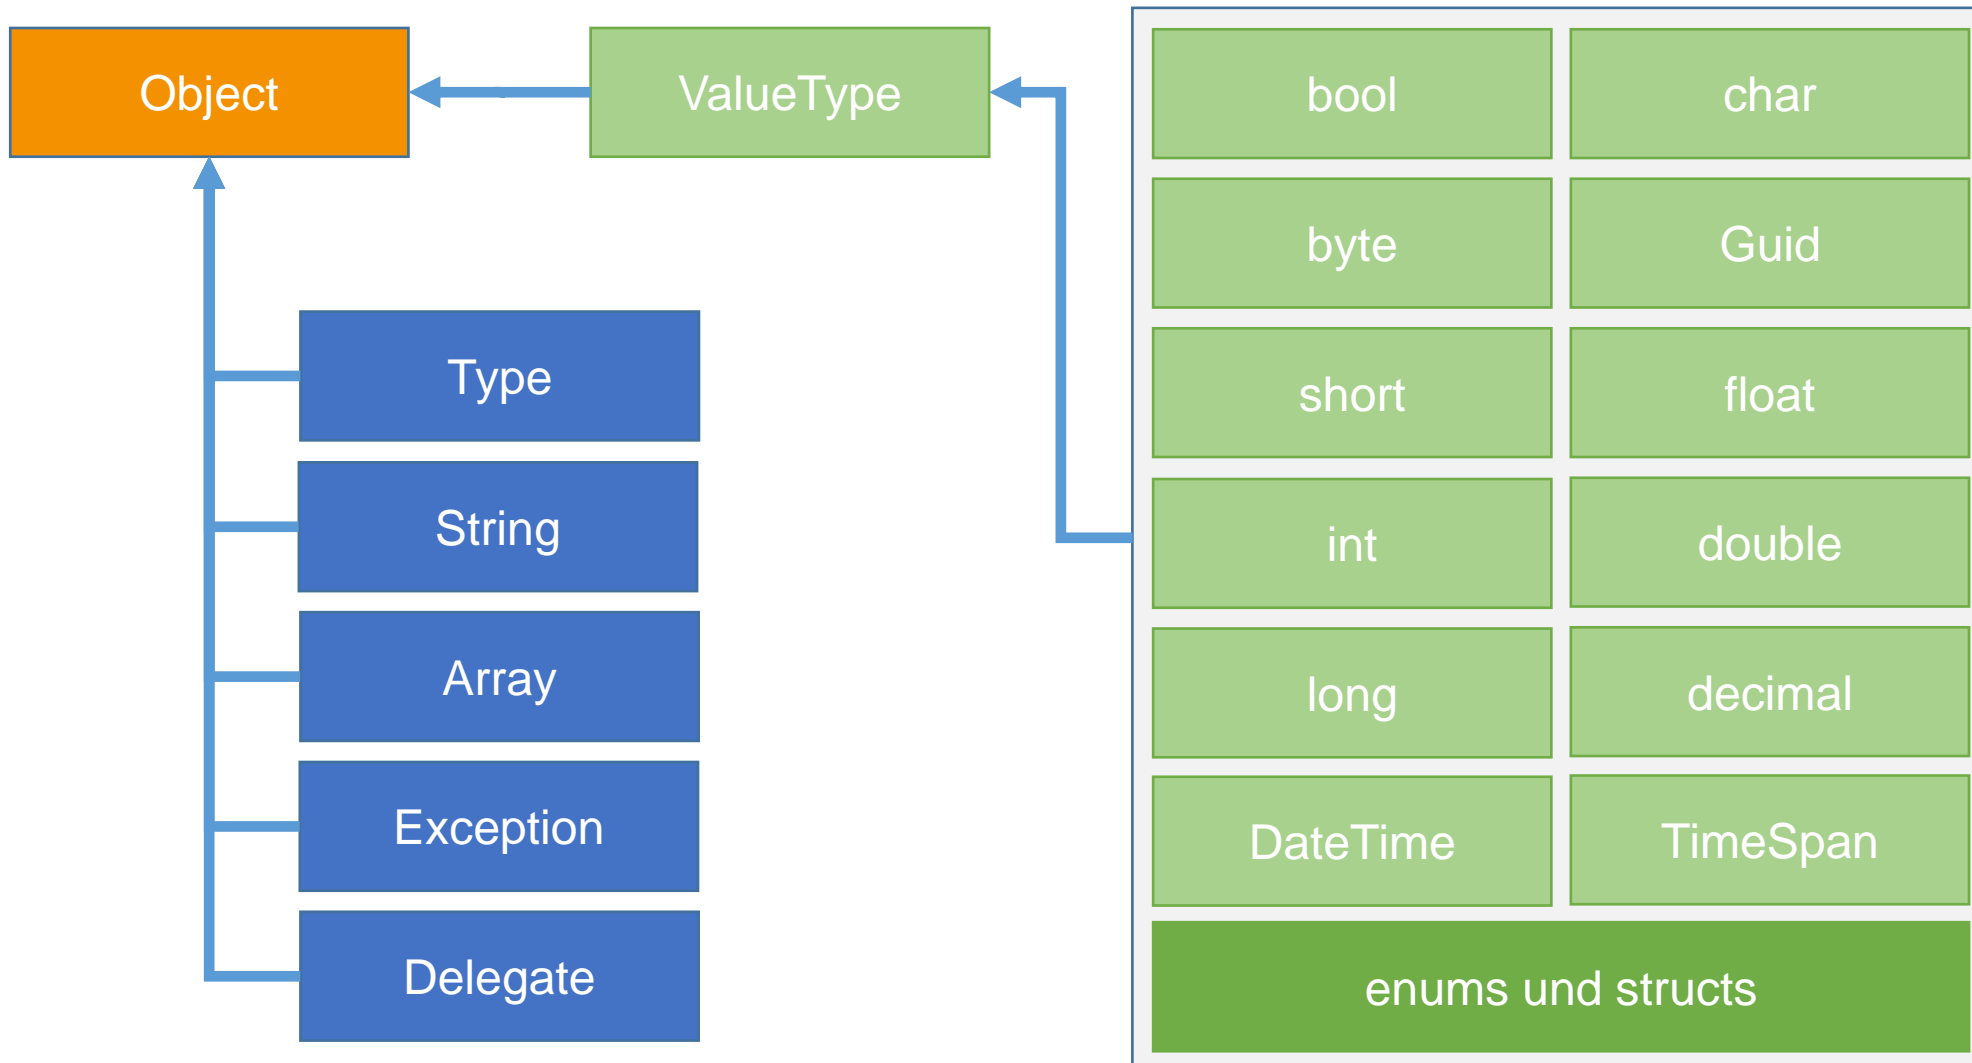 Object
ValueType
Type
String
Array
Exception
Delegate
bool
char
byte
Guid
short
float
int
double
long
decimal
DateTime
TimeSpan
enums und structs